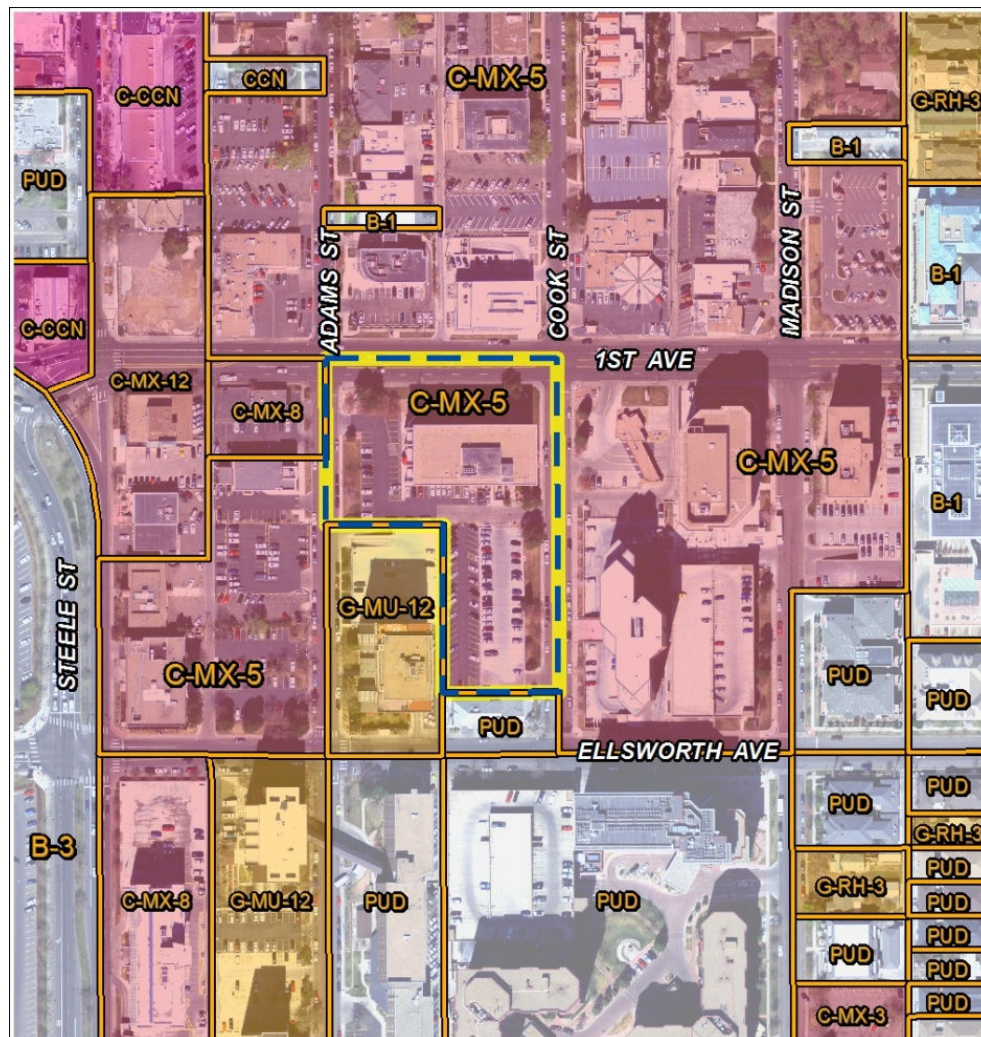 C-MX-5
CCN
C-CCN
G-RH-3
B-1
PUD
B-1
ADAMS ST
COOK ST
MADISON ST
B-1
C-CCN
1ST AVE
C-MX-12
C-MX-8
C-MX-5
C-MX-5
B-1
G-MU-12
STEELE ST
C-MX-5
PUD
PUD
PUD
ELLSWORTH AVE
PUD
PUD
G-RH-3
B-3
C-MX-8
G-MU-12
PUD
PUD
G-RH-3
PUD
PUD
PUD
PUD
PUD
C-MX-3
PUD